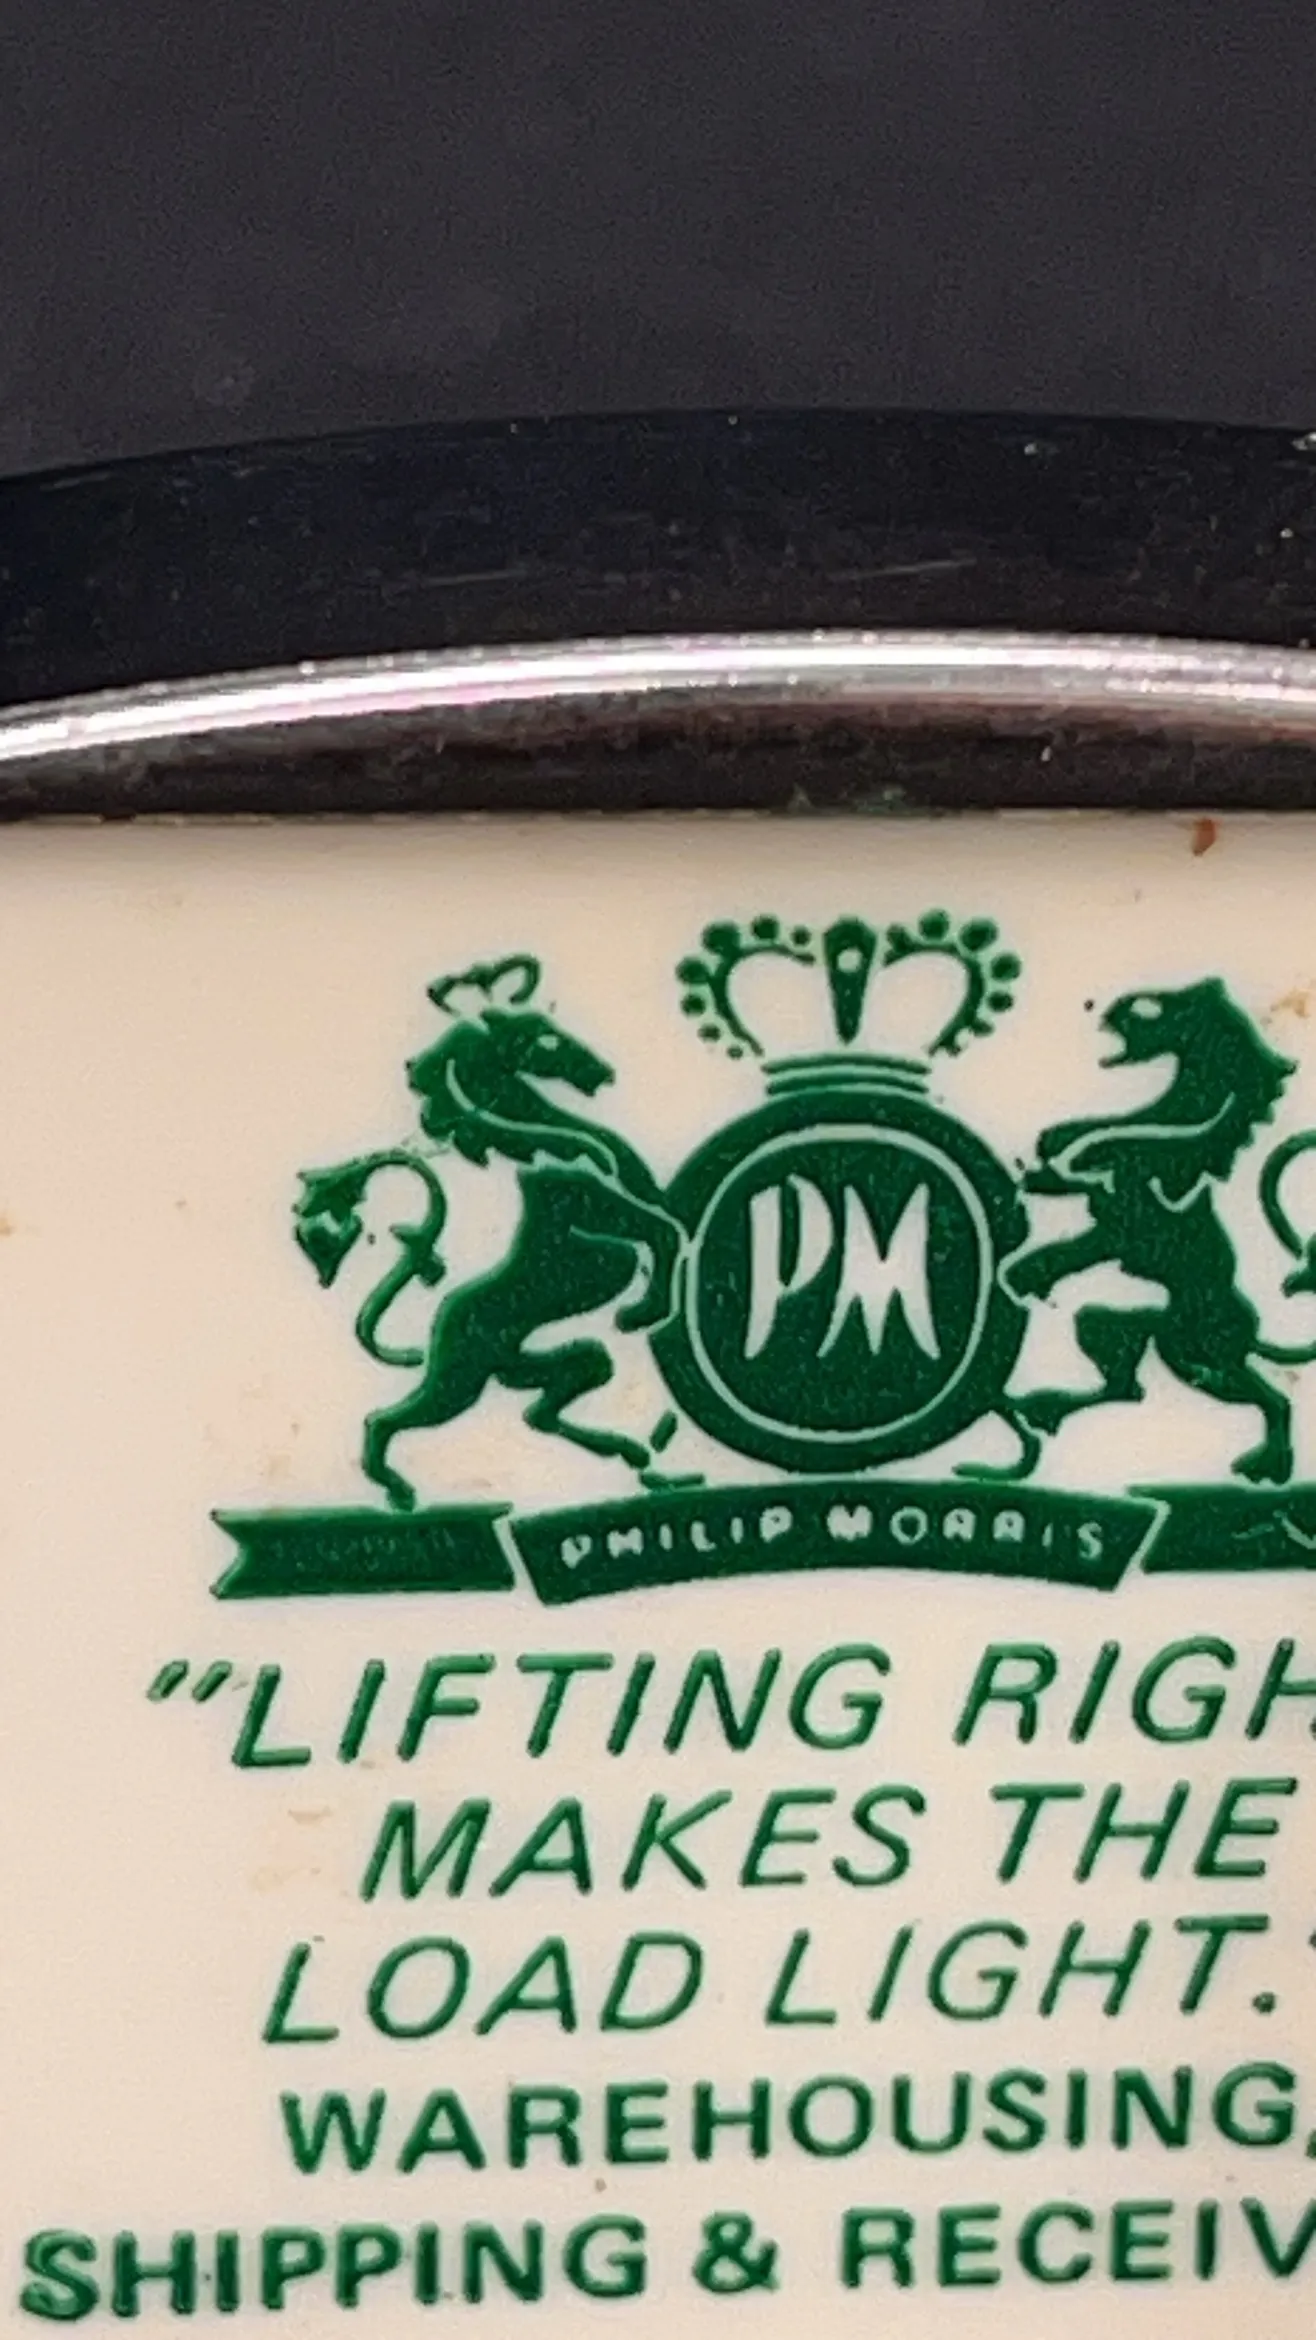 PM
PHILIP MORRIS
"LIFTING RIGH
MAKES THE
LOAD LIGHT."
WAREHOUSING,
SHIPPING & RECEIV